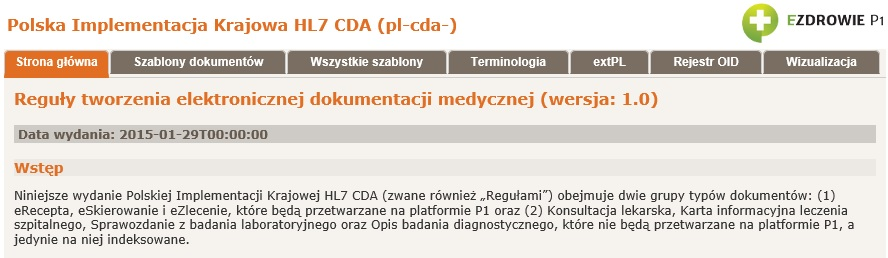 Polska Implementacja Krajowa HL7 CDA (pl-cda-)
EZDROWIE P1
Strona główna
Szablony dokumentów
Wszystkie szablony
Terminologia
extPL
Rejestr OID
Wizualizacja
Reguły tworzenia elektronicznej dokumentacji medycznej (wersja: 1.0)
Data wydania: 2015-01-29T00:00:00
Wstęp
Niniejsze wydanie Polskiej Implementacji Krajowej HL7 CDA (zwane również „Regułami”) obejmuje dwie grupy typów dokumentów: (1)
eRecepta, eSkierowanie i eZlecenie, które będą przetwarzane na platformie P1 oraz (2) Konsultacja lekarska, Karta informacyjna leczenia
szpitalnego, Sprawozdanie z badania laboratoryjnego oraz Opis badania diagnostycznego, które nie będą przetwarzane na platformie P1, a
jedynie na niej indeksowane.